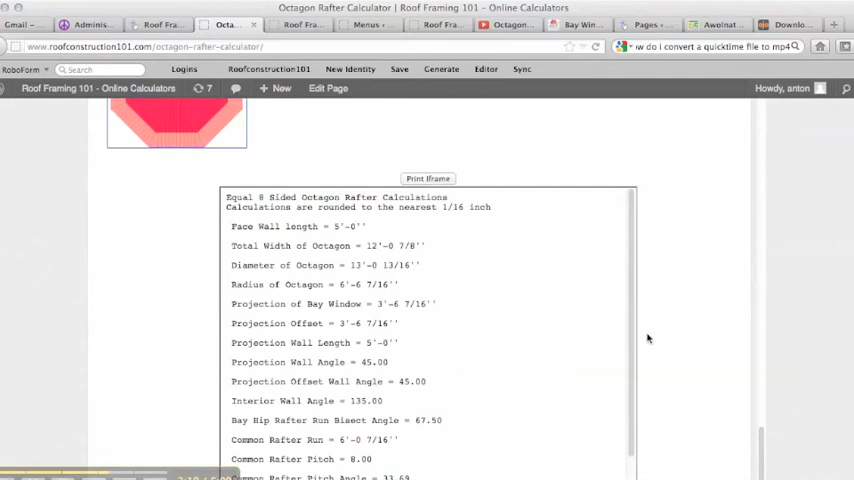 Octagon Rafter Calculator | Roof Framing 101 - Online Calculators
Gmail –
Adminis...
Roof Fra...
Octa...
Roof Fra...
Menus ‹...
Roof Fra...
Octagon...
Bay Win...
Pages ‹...
Awolnat...
Downlo...
www.roofconstruction101.com/octagon-rafter-calculator/
w do i convert a quicktime file to mp4
RoboForm
Search
Logins
Roofconstruction101
New Identity
Save
Generate
Editor
Sync
Roof Framing 101 - Online Calculators
7
+ New
Edit Page
Howdy, anton
Print Iframe
Equal 8 Sided Octagon Rafter Calculations
Calculations are rounded to the nearest 1/16 inch
Face Wall length = 5'-0''
Total Width of Octagon = 12'-0 7/8''
Diameter of Octagon = 13'-0 13/16''
Radius of Octagon = 6'-6 7/16''
Projection of Bay Window = 3'-6 7/16''
Projection Offset = 3'-6 7/16''
Projection Wall Length = 5'-0''
Projection Wall Angle = 45.00
Projection Offset Wall Angle = 45.00
Interior Wall Angle = 135.00
Bay Hip Rafter Run Bisect Angle = 67.50
Common Rafter Run = 6'-0 7/16''
Common Rafter Pitch = 8.00
Common Rafter Pitch Angle = 33.69